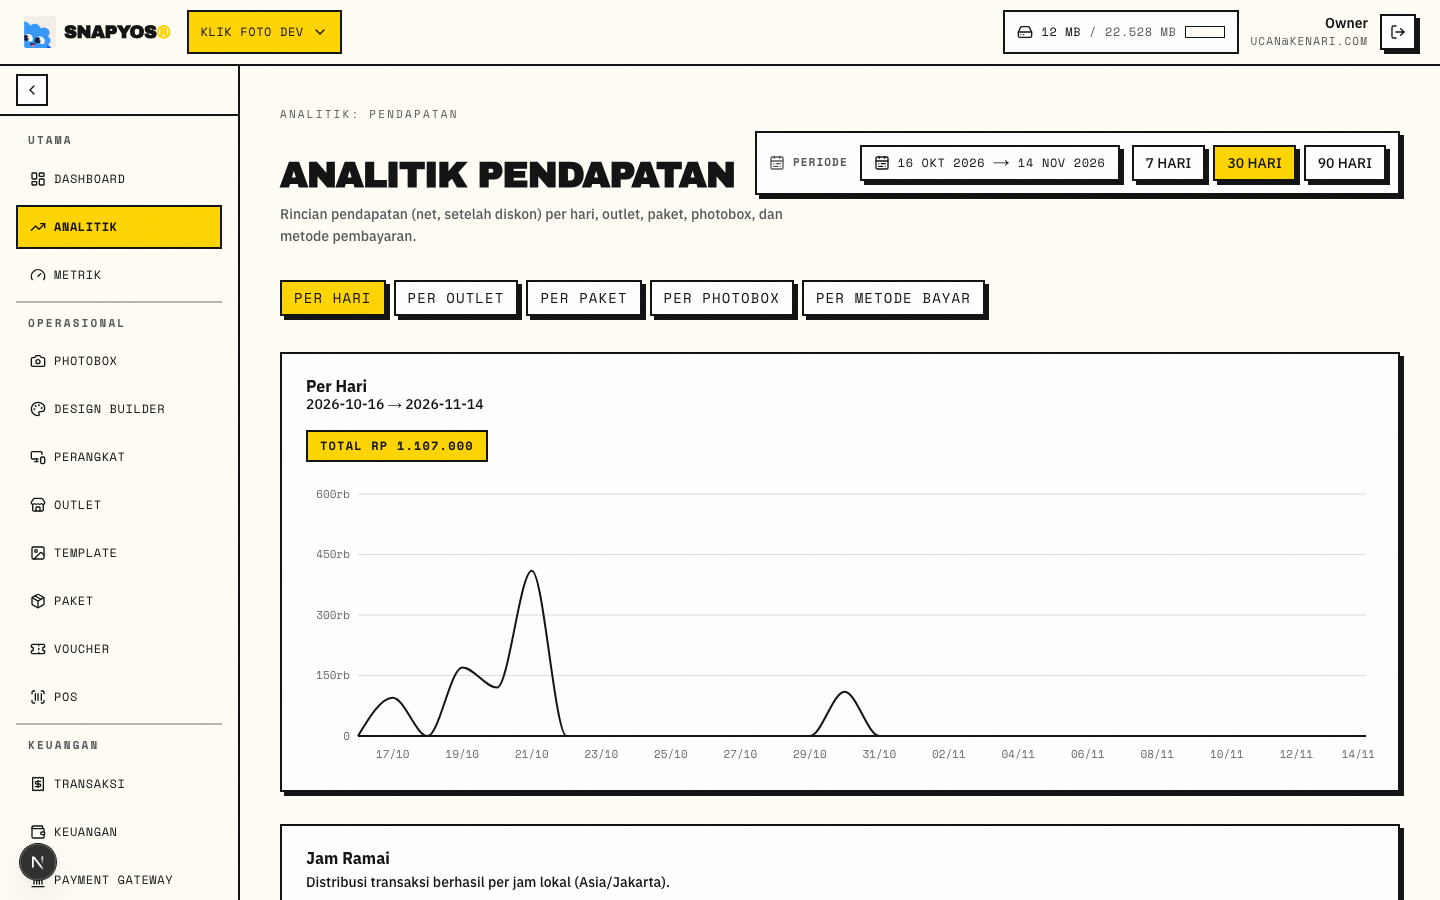 SNAPYOS®
KLIK FOTO DEV
12 MB / 22.528 MB
Owner
UCAN@KENARI.COM
UTAMA
DASHBOARD
ANALITIK
METRIK
OPERASIONAL
PHOTOBOX
DESIGN BUILDER
PERANGKAT
OUTLET
TEMPLATE
PAKET
VOUCHER
POS
KEUANGAN
TRANSAKSI
KEUANGAN
PAYMENT GATEWAY
N
ANALITIK: PENDAPATAN
ANALITIK PENDAPATAN
Rincian pendapatan (net, setelah diskon) per hari, outlet, paket, photobox, dan
metode pembayaran.
PERIODE
16 OKT 2026 → 14 NOV 2026
7 HARI
30 HARI
90 HARI
PER HARI
PER OUTLET
PER PAKET
PER PHOTOBOX
PER METODE BAYAR
Per Hari
2026-10-16 → 2026-11-14
TOTAL RP 1.107.000
600rb
450rb
300rb
150rb
0
17/10 19/10 21/10 23/10 25/10 27/10 29/10 31/10 02/11 04/11 06/11 08/11 10/11 12/11 14/11
Jam Ramai
Distribusi transaksi berhasil per jam lokal (Asia/Jakarta).